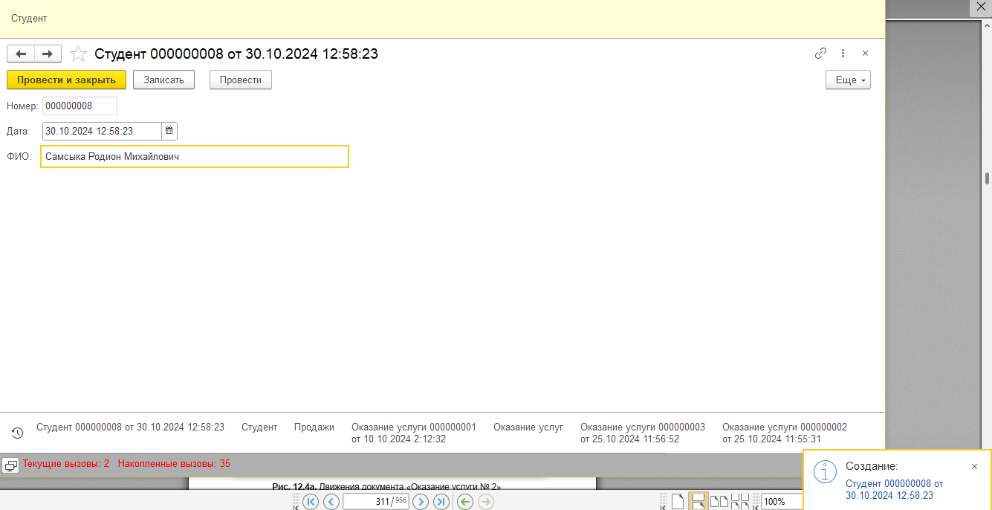 Студент
Студент 000000008 от 30.10.2024 12:58:23
Провести и закрыть Записать Провести Еще
Номер: 000000008
Дата: 30.10.2024 12:58:23
ФИО: Самсыка Родион Михайлович
Студент 000000008 от 30.10.2024 12:58:23 Студент Продажи Оказание услуги 000000001 Оказание услуг Оказание услуги 000000003 Оказание услуги 000000002
от 10.10.2024 2:12:32 от 25.10.2024 11:56:52 от 25.10.2024 11:55:31
Текущие вызовы: 2 Накопленные вызовы: 35
Создание:
Студент 000000008 от
30.10.2024 12:58:23
Рис. 12.4а. Движения документа «Оказание услуги № 2»
311 / 956 100%